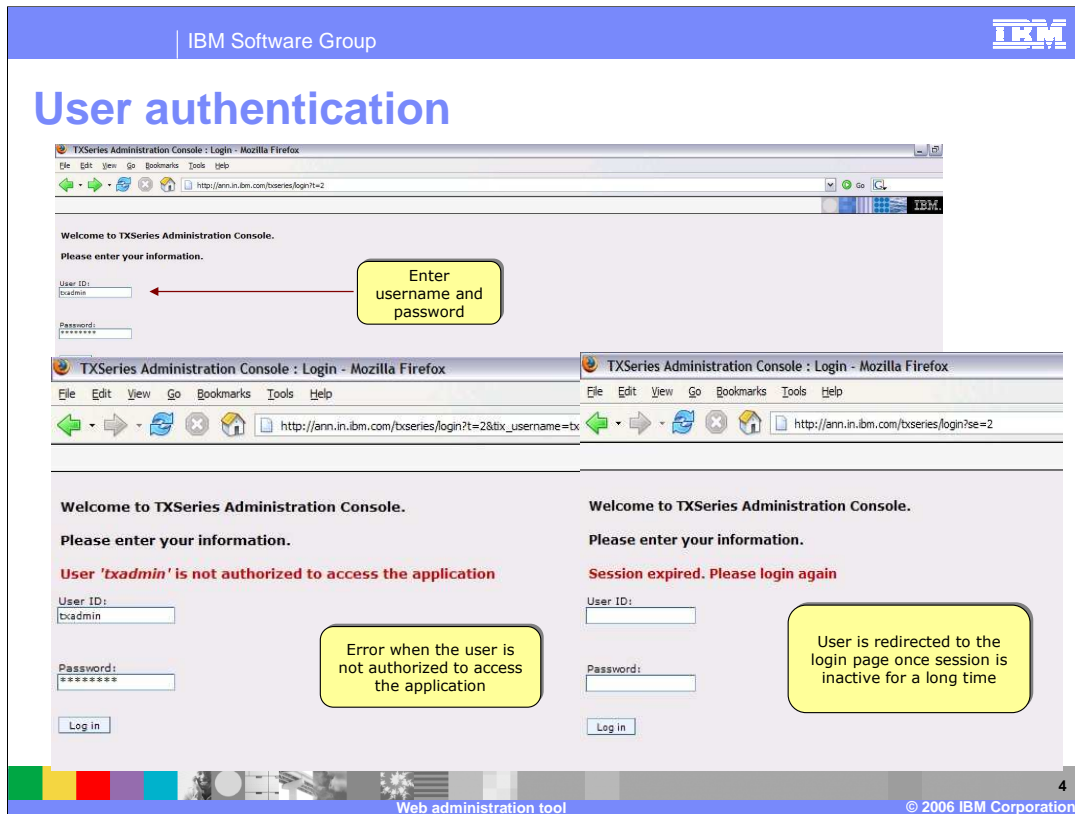 IBM Software Group
IBM
User authentication
TXSeries Administration Console : Login - Mozilla Firefox
File Edit View Go Bookmarks Tools Help
http://ann.in.ibm.com/txseries/login?t=2
Go
IBM.
Welcome to TXSeries Administration Console.
Please enter your information.
User ID:
txadmin
Enter
username and
password
Password:
********
TXSeries Administration Console : Login - Mozilla Firefox
File Edit View Go Bookmarks Tools Help
http://ann.in.ibm.com/txseries/login?t=2&tix_username=tx
Welcome to TXSeries Administration Console.
Please enter your information.
User 'txadmin' is not authorized to access the application
User ID:
txadmin
Error when the user is
not authorized to access
the application
Password:
********
Log in
TXSeries Administration Console : Login - Mozilla Firefox
File Edit View Go Bookmarks Tools Help
http://ann.in.ibm.com/txseries/login?se=2
Welcome to TXSeries Administration Console.
Please enter your information.
Session expired. Please login again
User ID:
User is redirected to the
login page once session is
inactive for a long time
Password:
Log in
4
Web administration tool
© 2006 IBM Corporation